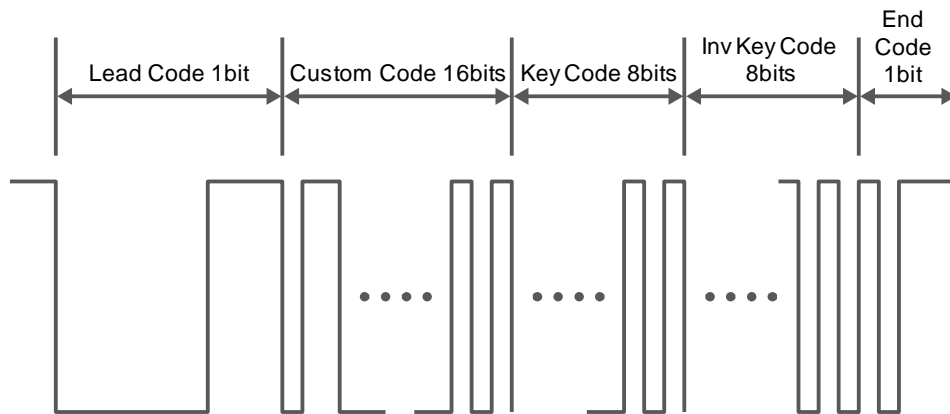 Lead Code 1bit
Custom Code 16bits
Key Code 8bits
Inv Key Code
8bits
End
Code
1bit